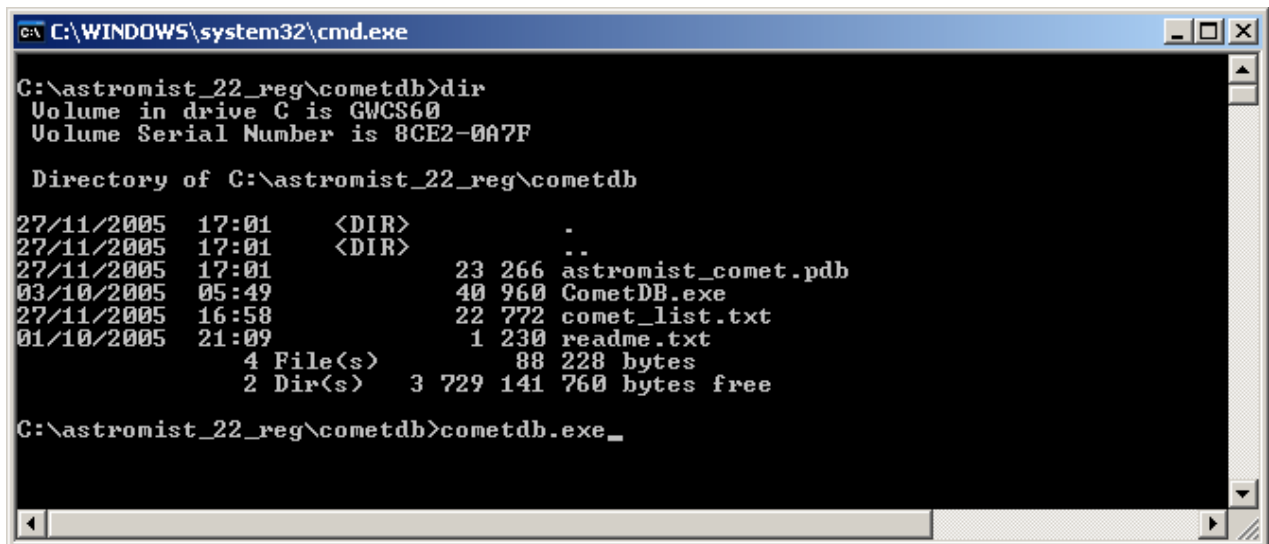 C:\WINDOWS\system32\cmd.exe
C:\astromist_22_reg\cometdb>dir
 Volume in drive C is GWCS60
 Volume Serial Number is 8CE2-0A7F
 Directory of C:\astromist_22_reg\cometdb
27/11/2005  17:01    <DIR>          .
27/11/2005  17:01    <DIR>          ..
27/11/2005  17:01            23 266 astromist_comet.pdb
03/10/2005  05:49            40 960 CometDB.exe
27/11/2005  16:58            22 772 comet_list.txt
01/10/2005  21:09             1 230 readme.txt
               4 File(s)         88 228 bytes
               2 Dir(s)   3 729 141 760 bytes free
C:\astromist_22_reg\cometdb>cometdb.exe_